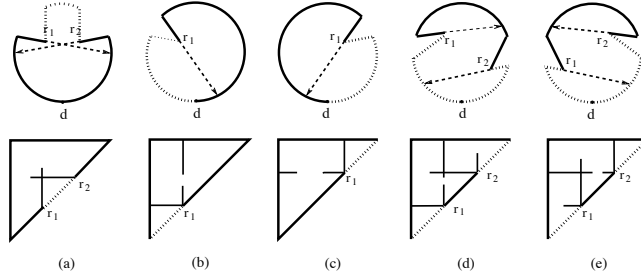 r1 r2 r1 r1 r1 r2 r2 r1
d d d d d
r1 r2 r1 r1 r1 r2 r1 r2
(a) (b) (c) (d) (e)